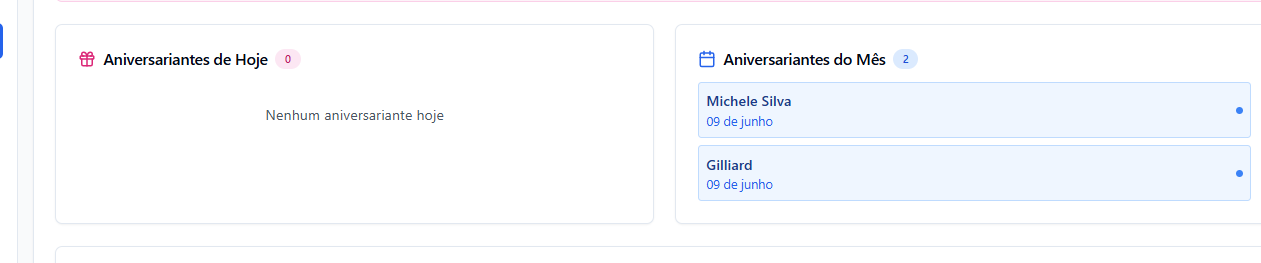 Aniversariantes de Hoje 0
Nenhum aniversariante hoje
Aniversariantes do Mês 2
Michele Silva
09 de junho
Gilliard
09 de junho